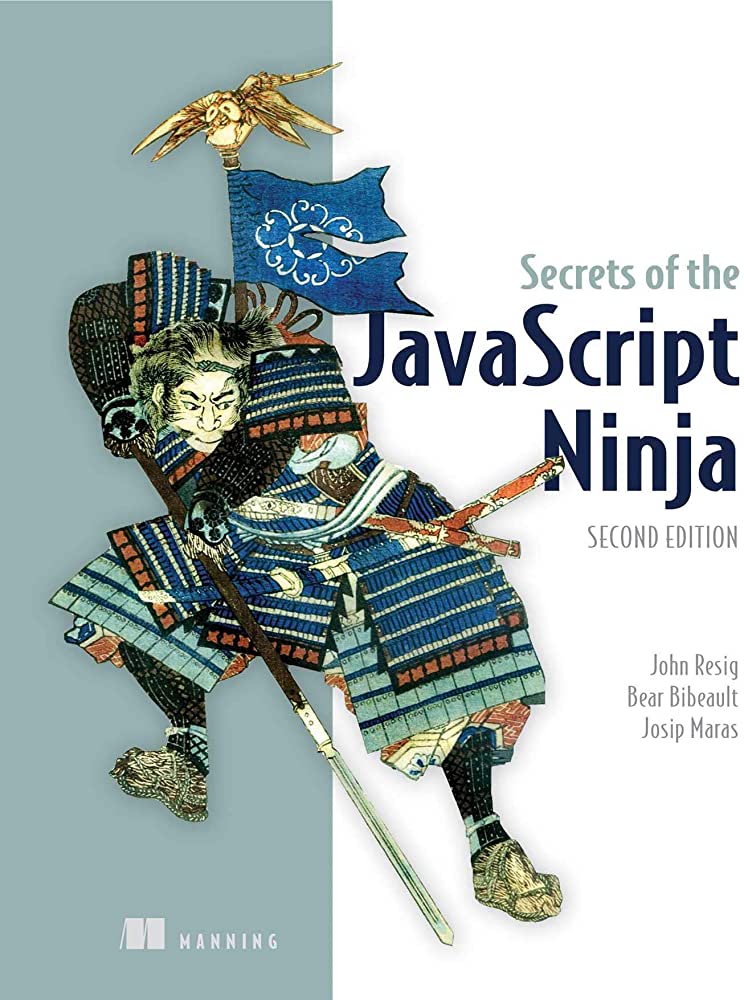 Secrets of the
JavaScript
Ninja
SECOND EDITION
John Resig
Bear Bibeault
Josip Maras
MANNING